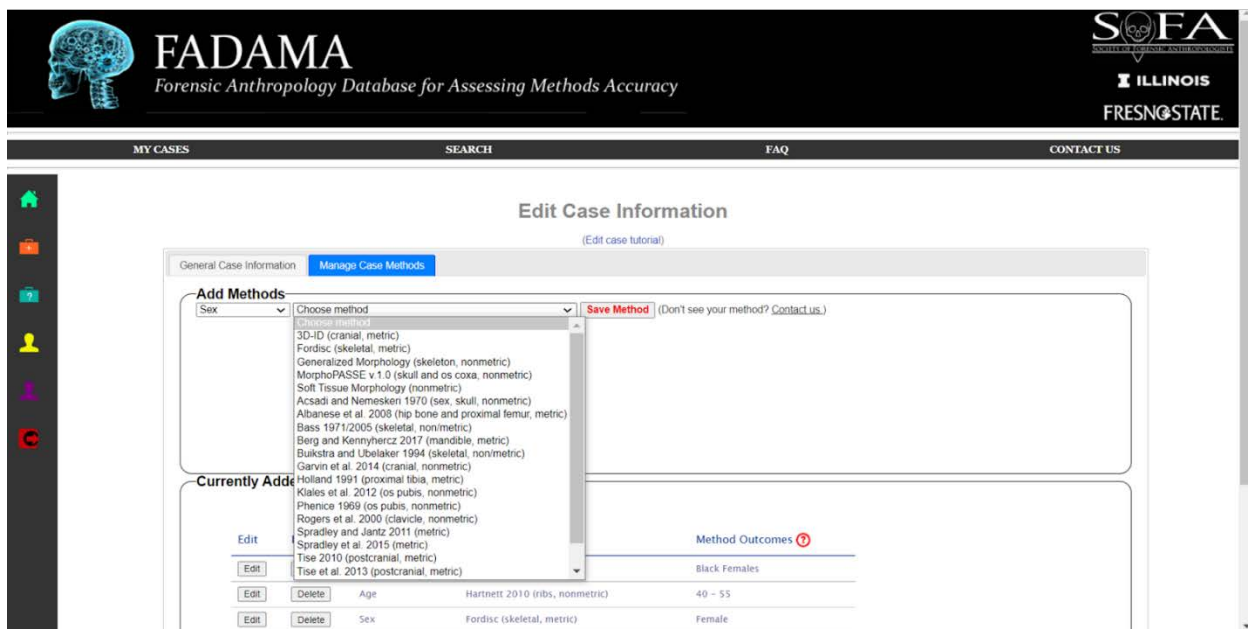 FADAMA
Forensic Anthropology Database for Assessing Methods Accuracy
SOFA
SOCIETY OF FORENSIC ANTHROPOLOGISTS
ILLINOIS
FRESNO STATE.
MY CASES SEARCH FAQ CONTACT US
Edit Case Information
(Edit case tutorial)
General Case Information Manage Case Methods
Add Methods
Sex Choose method Save Method (Don't see your method? Contact us.)
Choose method
3D-ID (cranial, metric)
Fordisc (skeletal, metric)
Generalized Morphology (skeleton, nonmetric)
MorphoPASSE v.1.0 (skull and os coxa, nonmetric)
Soft Tissue Morphology (nonmetric)
Acsadi and Nemeskeri 1970 (sex, skull, nonmetric)
Albanese et al. 2008 (hip bone and proximal femur, metric)
Bass 1971/2005 (skeletal, non/metric)
Berg and Kennyhercz 2017 (mandible, metric)
Buikstra and Ubelaker 1994 (skeletal, non/metric)
Garvin et al. 2014 (cranial, nonmetric)
Holland 1991 (proximal tibia, metric)
Klales et al. 2012 (os pubis, nonmetric)
Phenice 1969 (os pubis, nonmetric)
Rogers et al. 2000 (clavicle, nonmetric)
Spradley and Jantz 2011 (metric)
Spradley et al. 2015 (metric)
Tise 2010 (postcranial, metric)
Tise et al. 2013 (postcranial, metric)
Currently Adde
Edit Method Outcomes ?
Edit Black Females
Edit Delete Age Hartnett 2010 (ribs, nonmetric) 40 - 55
Edit Delete Sex Fordisc (skeletal, metric) Female